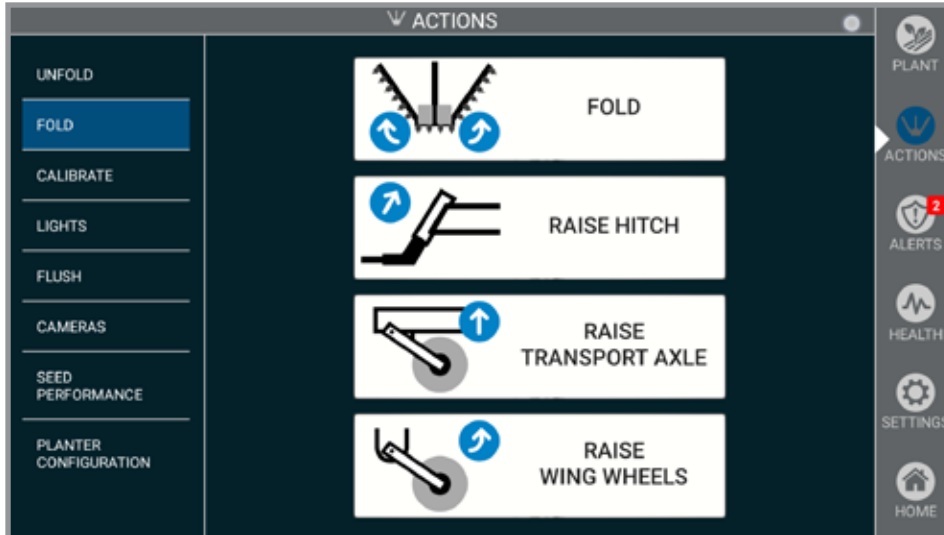 ACTIONS
UNFOLD
FOLD
CALIBRATE
LIGHTS
FLUSH
CAMERAS
SEED
PERFORMANCE
PLANTER
CONFIGURATION
FOLD
RAISE HITCH
RAISE
TRANSPORT AXLE
RAISE
WING WHEELS
PLANT
ACTIONS
2
ALERTS
HEALTH
SETTINGS
HOME